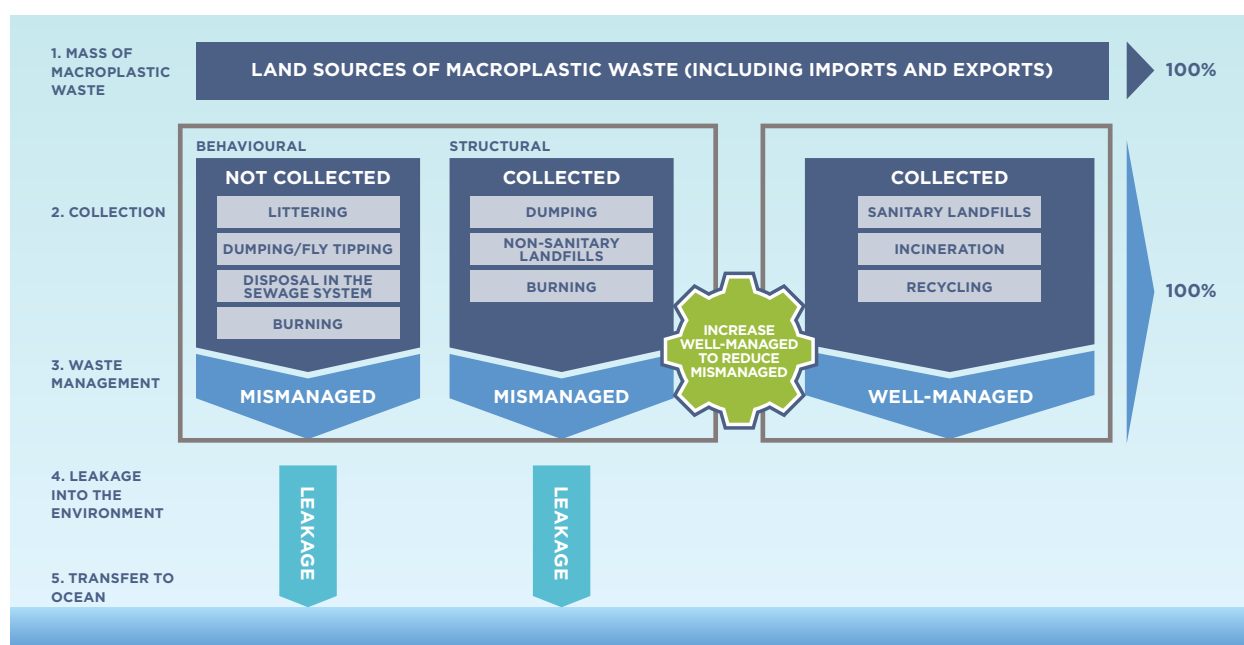 1. MASS OF
MACROPLASTIC
WASTE
LAND SOURCES OF MACROPLASTIC WASTE (INCLUDING IMPORTS AND EXPORTS)
100%
BEHAVIOURAL
STRUCTURAL
2. COLLECTION
NOT COLLECTED
LITTERING
DUMPING/FLY TIPPING
DISPOSAL IN THE
SEWAGE SYSTEM
BURNING
COLLECTED
DUMPING
NON-SANITARY
LANDFILLS
BURNING
COLLECTED
SANITARY LANDFILLS
INCINERATION
RECYCLING
100%
INCREASE
WELL-MANAGED
TO REDUCE
MISMANAGED
3. WASTE
MANAGEMENT
MISMANAGED
MISMANAGED
WELL-MANAGED
4. LEAKAGE
INTO THE
ENVIRONMENT
LEAKAGE
LEAKAGE
5. TRANSFER TO
OCEAN